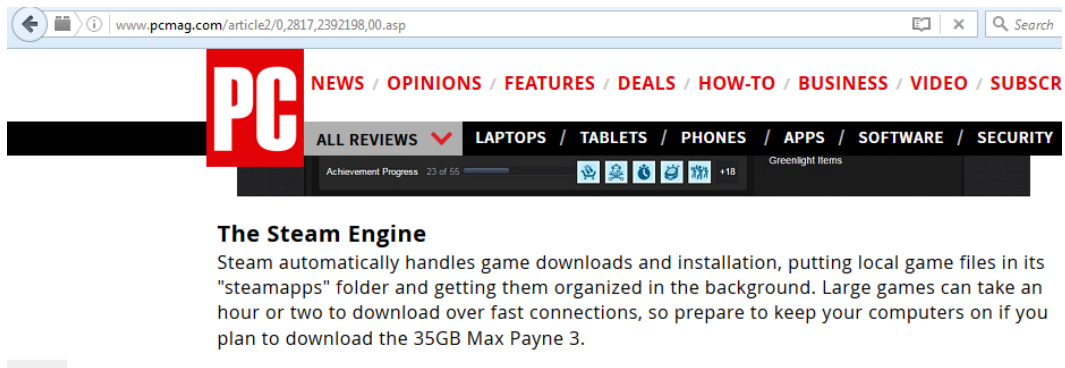 www.pcmag.com/article2/0,2817,2392198,00.asp
Search
PC
NEWS / OPINIONS / FEATURES / DEALS / HOW-TO / BUSINESS / VIDEO / SUBSCR
ALL REVIEWS LAPTOPS / TABLETS / PHONES / APPS / SOFTWARE / SECURITY
Achievement Progress 23 of 55 +18
Greenlight Items
The Steam Engine
Steam automatically handles game downloads and installation, putting local game files in its
"steamapps" folder and getting them organized in the background. Large games can take an
hour or two to download over fast connections, so prepare to keep your computers on if you
plan to download the 35GB Max Payne 3.